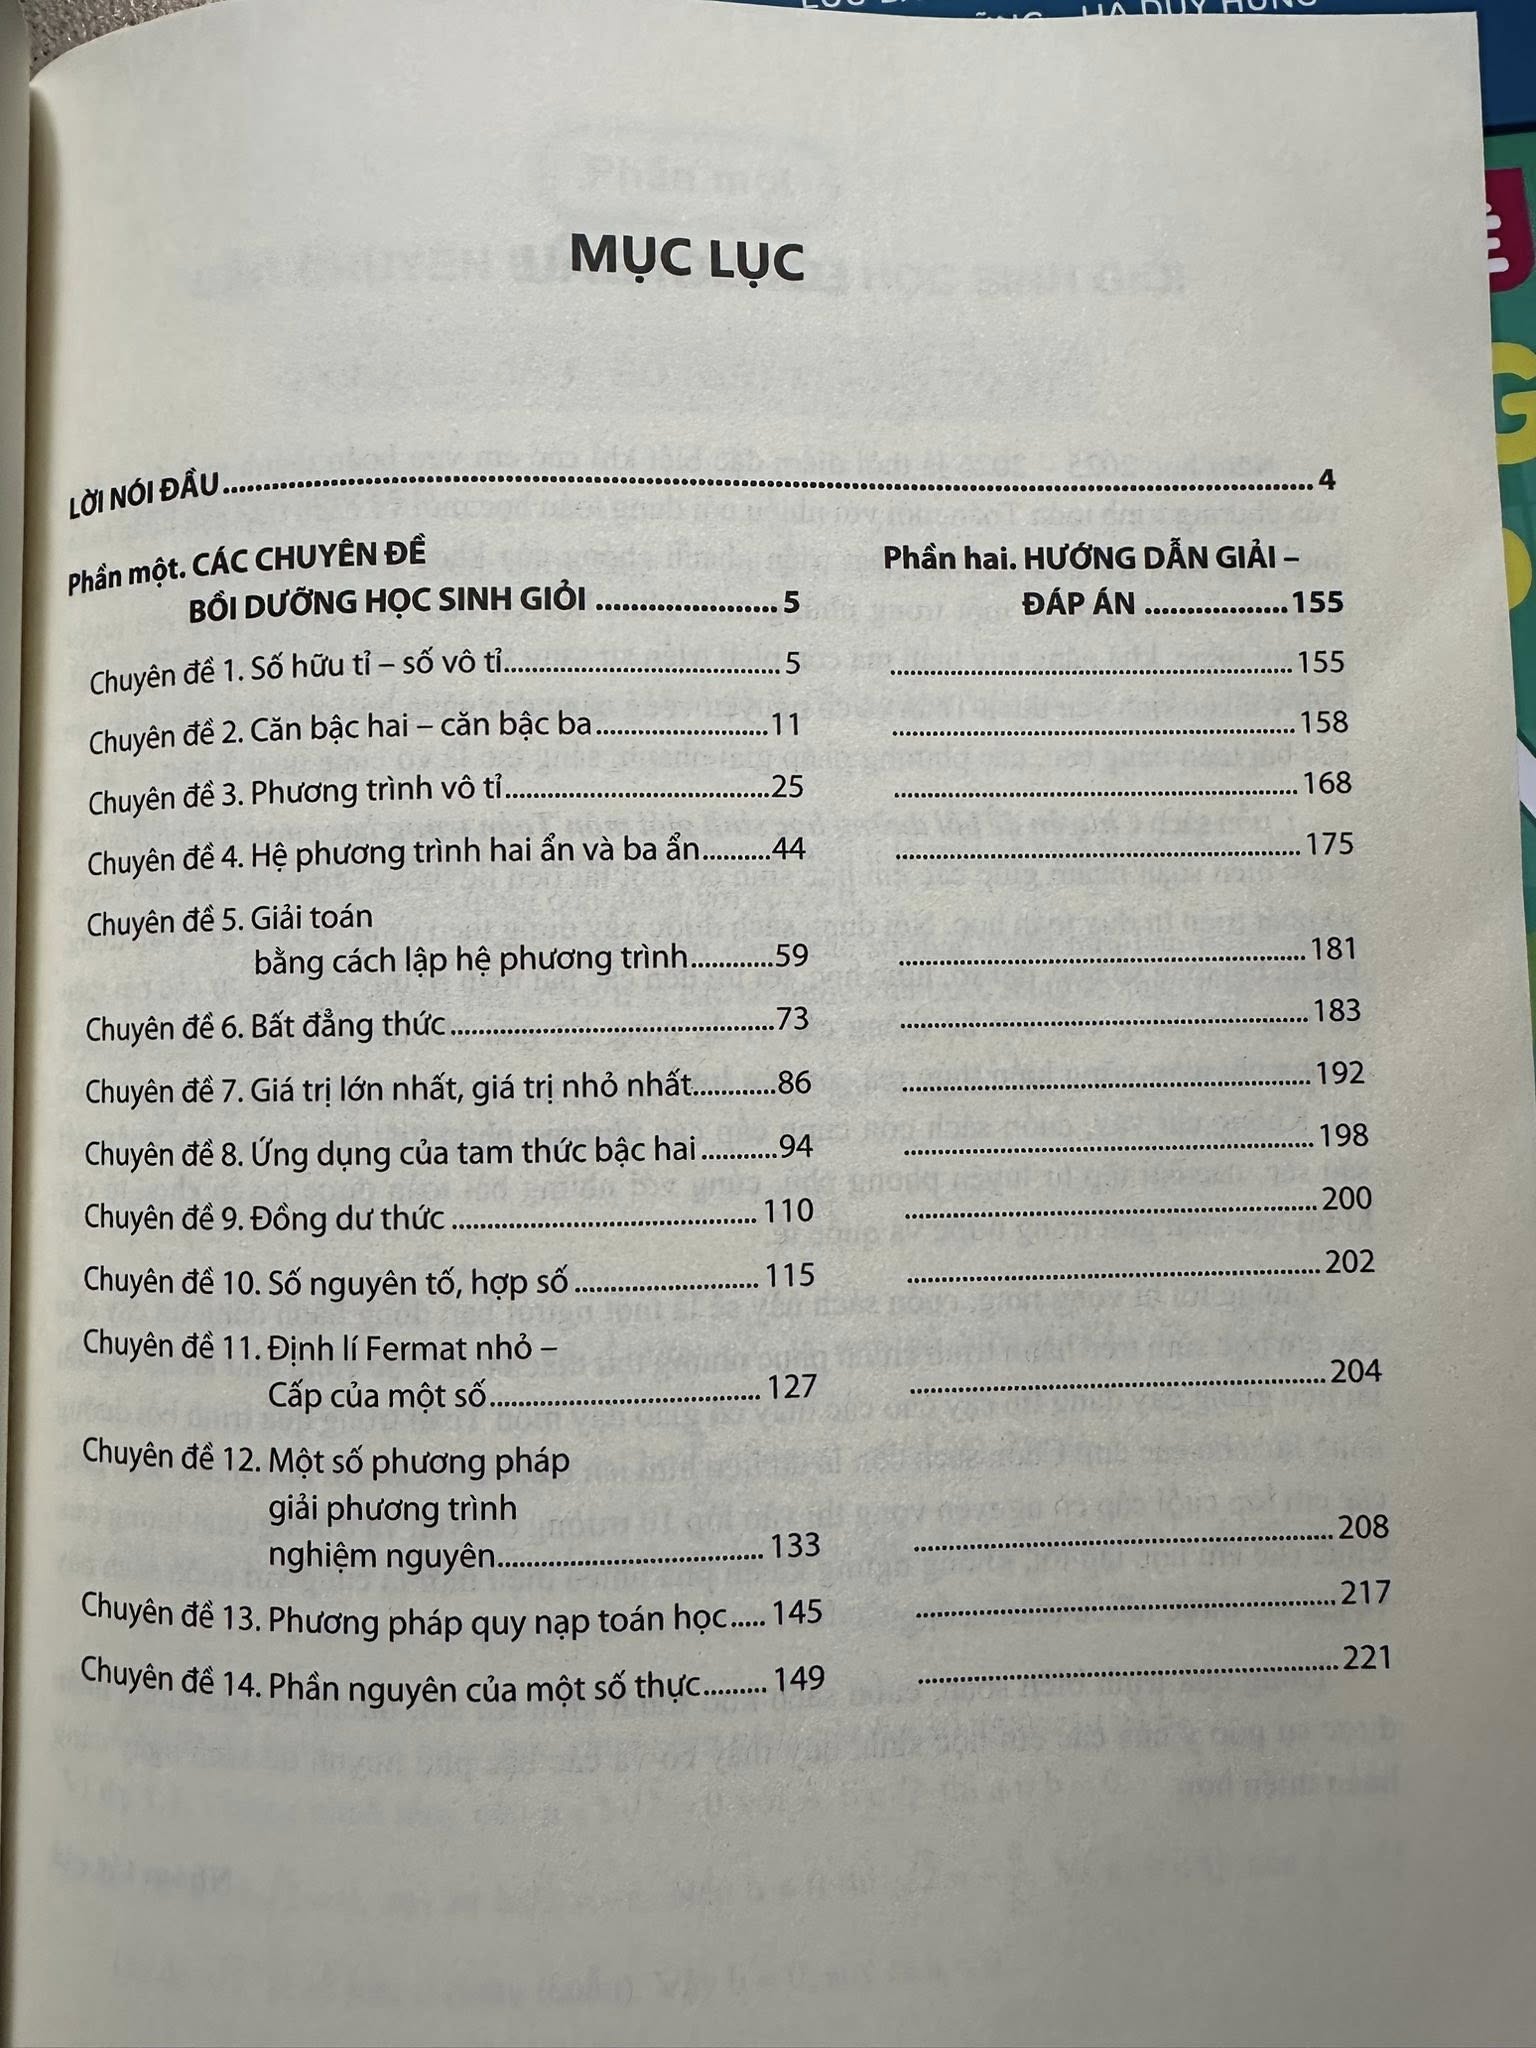 HÀ DUY HƯNG
MỤC LỤC
LỜI NÓI ĐẦU........................................................................4
Phần một. CÁC CHUYÊN ĐỀ
BỒI DƯỠNG HỌC SINH GIỎI ...................... 5
Phần hai. HƯỚNG DẪN GIẢI –
ĐÁP ÁN ..................155
Chuyên đề 1. Số hữu tỉ – số vô tỉ.................................. 5 .................................................. 155
Chuyên đề 2. Căn bậc hai – căn bậc ba.....................11 .................................................. 158
Chuyên đề 3. Phương trình vô tỉ................................25 .................................................. 168
Chuyên đề 4. Hệ phương trình hai ẩn và ba ẩn..........44 .................................................. 175
Chuyên đề 5. Giải toán
bằng cách lập hệ phương trình............59 .................................................. 181
Chuyên đề 6. Bất đẳng thức.......................................73 .................................................. 183
Chuyên đề 7. Giá trị lớn nhất, giá trị nhỏ nhất............86 .................................................. 192
Chuyên đề 8. Ứng dụng của tam thức bậc hai...........94 .................................................. 198
Chuyên đề 9. Đồng dư thức ..................................... 110 .................................................. 200
Chuyên đề 10. Số nguyên tố, hợp số ....................... 115 .................................................. 202
Chuyên đề 11. Định lí Fermat nhỏ –
Cấp của một số................................. 127 .................................................. 204
Chuyên đề 12. Một số phương pháp
giải phương trình
nghiệm nguyên................................ 133 .................................................. 208
Chuyên đề 13. Phương pháp quy nạp toán học..... 145 .................................................. 217
Chuyên đề 14. Phần nguyên của một số thực......... 149 .................................................. 221